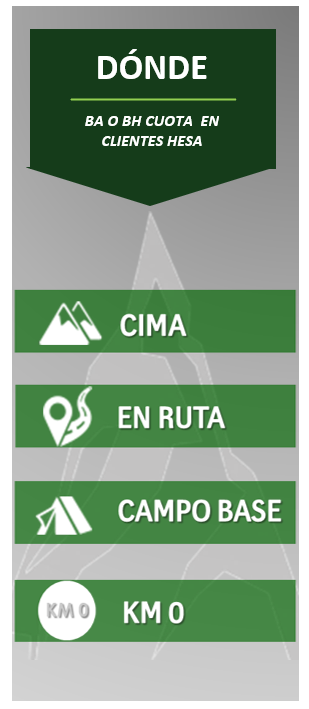 DÓNDE
BA O BH CUOTA EN
CLIENTES HESA
CIMA
EN RUTA
CAMPO BASE
KM 0 KM 0